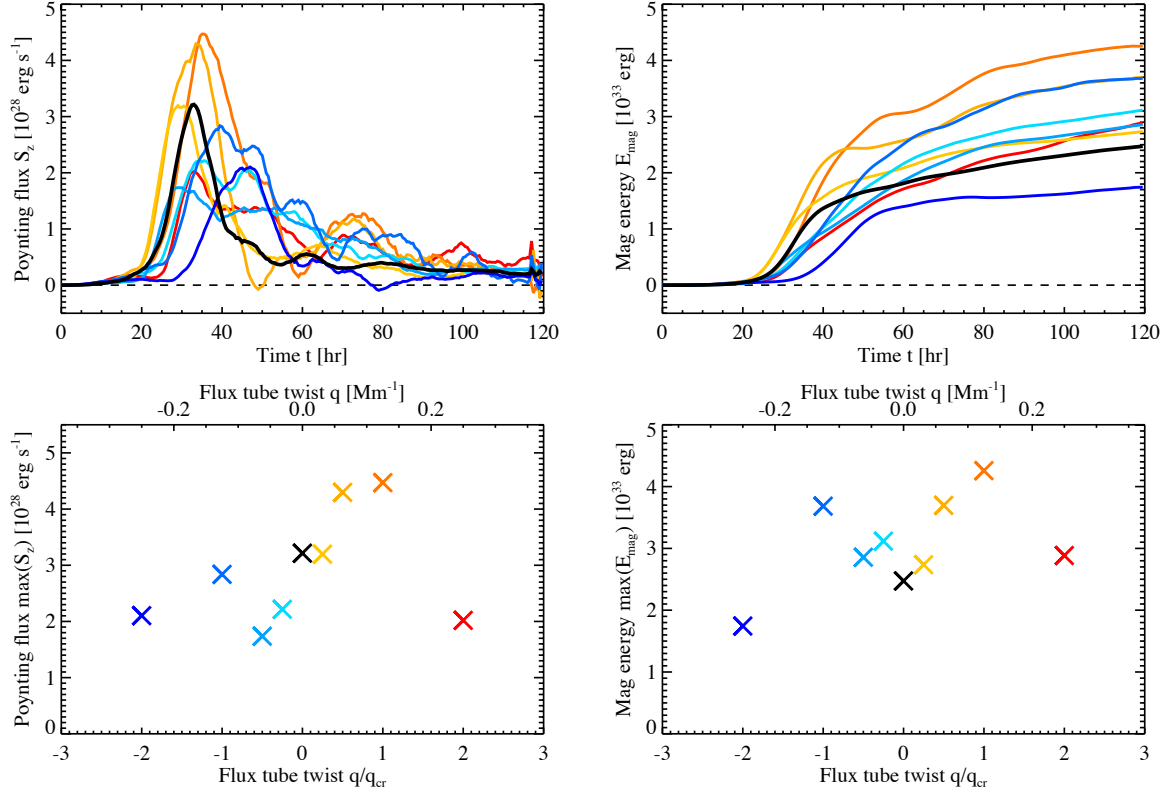 Poynting flux S_z [10^28 erg s^-1]
5
4
3
2
1
0
0 20 40 60 80 100 120
Time t [hr]
Mag energy E_mag [10^33 erg]
5
4
3
2
1
0
0 20 40 60 80 100 120
Time t [hr]
Flux tube twist q [Mm^-1]
-0.2 0.0 0.2
Poynting flux max(S_z) [10^28 erg s^-1]
5
4
3
2
1
0
-3 -2 -1 0 1 2 3
Flux tube twist q/q_cr
Flux tube twist q [Mm^-1]
-0.2 0.0 0.2
Mag energy max(E_mag) [10^33 erg]
5
4
3
2
1
0
-3 -2 -1 0 1 2 3
Flux tube twist q/q_cr